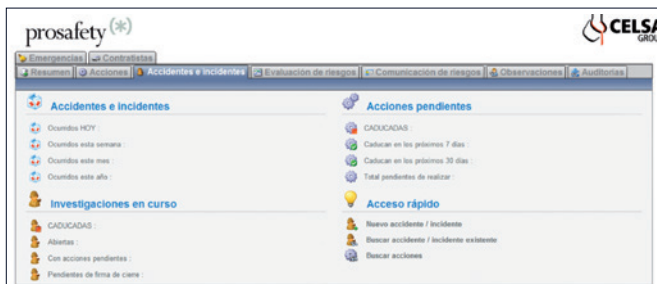 prosafety (*)
CELSA
GROUP
Emergencias Contratistas
Resumen Acciones Accidentes e incidentes Evaluación de riesgos Comunicación de riesgos Observaciones Auditorias
Accidentes e incidentes
Ocurridos HOY :
Ocurridos esta semana :
Ocurridos este mes :
Ocurridos este año :
Acciones pendientes
CADUCADAS :
Caducan en los próximos 7 días :
Caducan en los próximos 30 días :
Total pendientes de realizar :
Investigaciones en curso
CADUCADAS :
Abiertas :
Con acciones pendientes :
Pendientes de firma de cierre :
Acceso rápido
Nuevo accidente / incidente
Buscar accidente / incidente existente
Buscar acciones